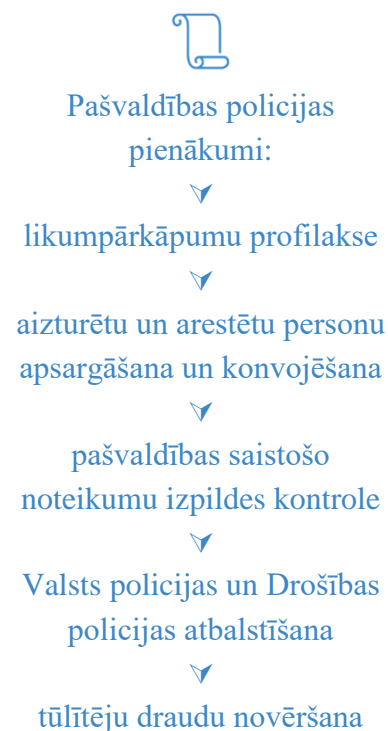 Pašvaldības policijas
pienākumi:
likumpārkāpumu profilakse
aizturētu un arestētu personu
apsargāšana un konvojēšana
pašvaldības saistošo
noteikumu izpildes kontrole
Valsts policijas un Drošības
policijas atbalstīšana
tūlītēju draudu novēršana